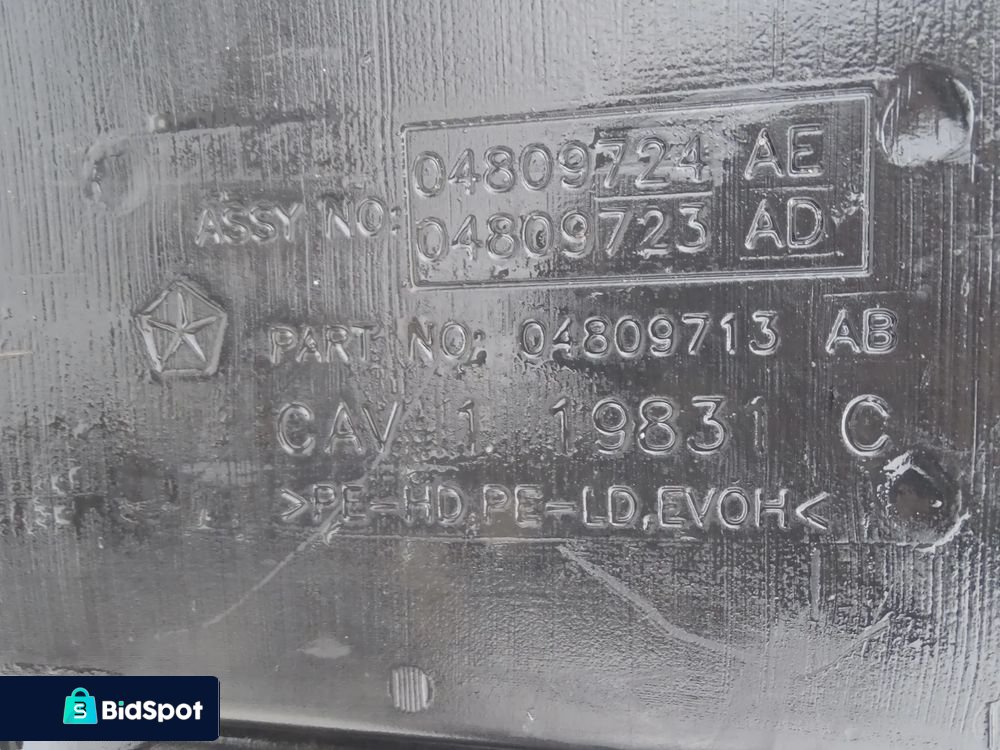 04809724 AE
ASSY NO: 04809723 AD
PART NO: 04809713 AB
CAV 1 19831 C
>PE-HD,PE-LD,EVOH<
BidSpot